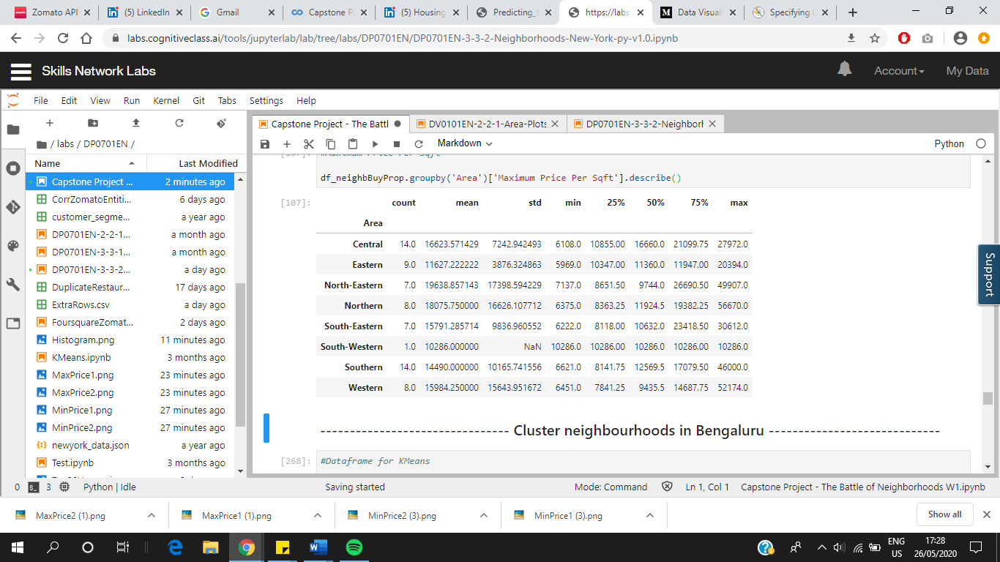 Zomato API
(5) LinkedIn
Gmail
Capstone P
(5) Housing
Predicting_
https://labs
Data Visual
Specifying
labs.cognitiveclass.ai/tools/jupyterlab/lab/tree/labs/DP0701EN/DP0701EN-3-3-2-Neighborhoods-New-York-py-v1.0.ipynb
Skills Network Labs
Account
My Data
File Edit View Run Kernel Git Tabs Settings Help
/ labs / DP0701EN /
Name Last Modified
Capstone Project ... 2 minutes ago
CorrZomatoEntiti... 6 days ago
customer_segme... a year ago
DP0701EN-2-2-1... a month ago
DP0701EN-3-3-1... a month ago
DP0701EN-3-3-2... a day ago
DuplicateRestaur... 17 days ago
ExtraRows.csv a day ago
FoursquareZomat... 2 days ago
Histogram.png 11 minutes ago
KMeans.ipynb 3 months ago
MaxPrice1.png 23 minutes ago
MaxPrice2.png 23 minutes ago
MinPrice1.png 27 minutes ago
MinPrice2.png 27 minutes ago
newyork_data.json a year ago
Test.ipynb 3 months ago
Capstone Project - The Battl
DV0101EN-2-2-1-Area-Plots
DP0701EN-3-3-2-Neighborh
Markdown
Python
#Maximum Price Per Sqft
df_neighbBuyProp.groupby('Area')['Maximum Price Per Sqft'].describe()
[107]:
count mean std min 25% 50% 75% max
Area
Central 14.0 16623.571429 7242.942493 6108.0 10855.00 16660.0 21099.75 27972.0
Eastern 9.0 11627.222222 3876.324863 5969.0 10347.00 11360.0 11947.00 20394.0
North-Eastern 7.0 19638.857143 17398.594229 7137.0 8651.50 9744.0 26690.50 49907.0
Northern 8.0 18075.750000 16626.107712 6375.0 8363.25 11924.5 19382.25 56670.0
South-Eastern 7.0 15791.285714 9836.960552 6222.0 8118.00 10632.0 23418.50 30612.0
South-Western 1.0 10286.000000 NaN 10286.0 10286.00 10286.0 10286.00 10286.0
Southern 14.0 14490.000000 10165.741556 6621.0 8141.75 12569.5 17079.50 46000.0
Western 8.0 15984.250000 15643.951672 6451.0 7841.25 9435.5 14687.75 52174.0
-------------------------------- Cluster neighbourhoods in Bengaluru -----------------------------
[268]: #Dataframe for KMeans
Support
0 3 Python | Idle Saving started Mode: Command Ln 1, Col 1 Capstone Project - The Battle of Neighborhoods W1.ipynb
MaxPrice2 (1).png MaxPrice1 (1).png MinPrice2 (3).png MinPrice1 (3).png Show all
ENG
US
17:28
26/05/2020